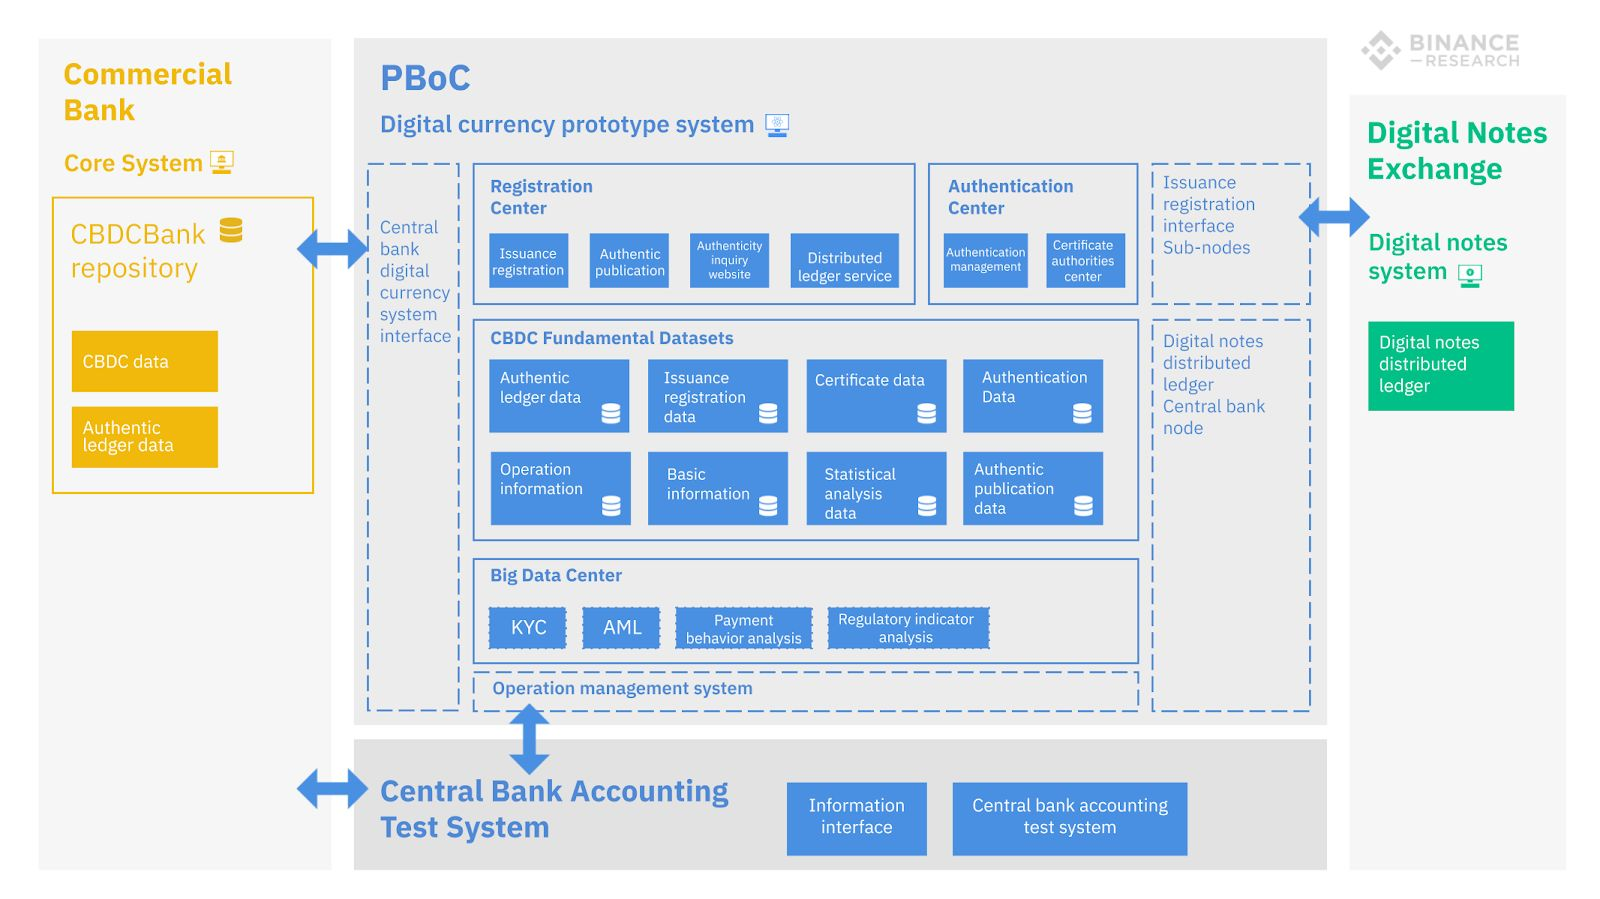 Commercial
Bank
Core System
CBDCBank
repository
CBDC data
Authentic
ledger data
PBoC
Digital currency prototype system
Central
bank
digital
currency
system
interface
Registration
Center
Issuance
registration
Authentic
publication
Authenticity
inquiry
website
Distributed
ledger service
Authentication
Center
Authentication
management
Certificate
authorities
center
Issuance
registration
interface
Sub-nodes
CBDC Fundamental Datasets
Authentic
ledger data
Issuance
registration
data
Certificate data
Authentication
Data
Operation
information
Basic
information
Statistical
analysis
data
Authentic
publication
data
Digital notes
distributed
ledger
Central bank
node
Big Data Center
KYC
AML
Payment
behavior analysis
Regulatory indicator
analysis
Operation management system
Central Bank Accounting
Test System
Information
interface
Central bank accounting
test system
BINANCE
RESEARCH
Digital Notes
Exchange
Digital notes
system
Digital notes
distributed
ledger